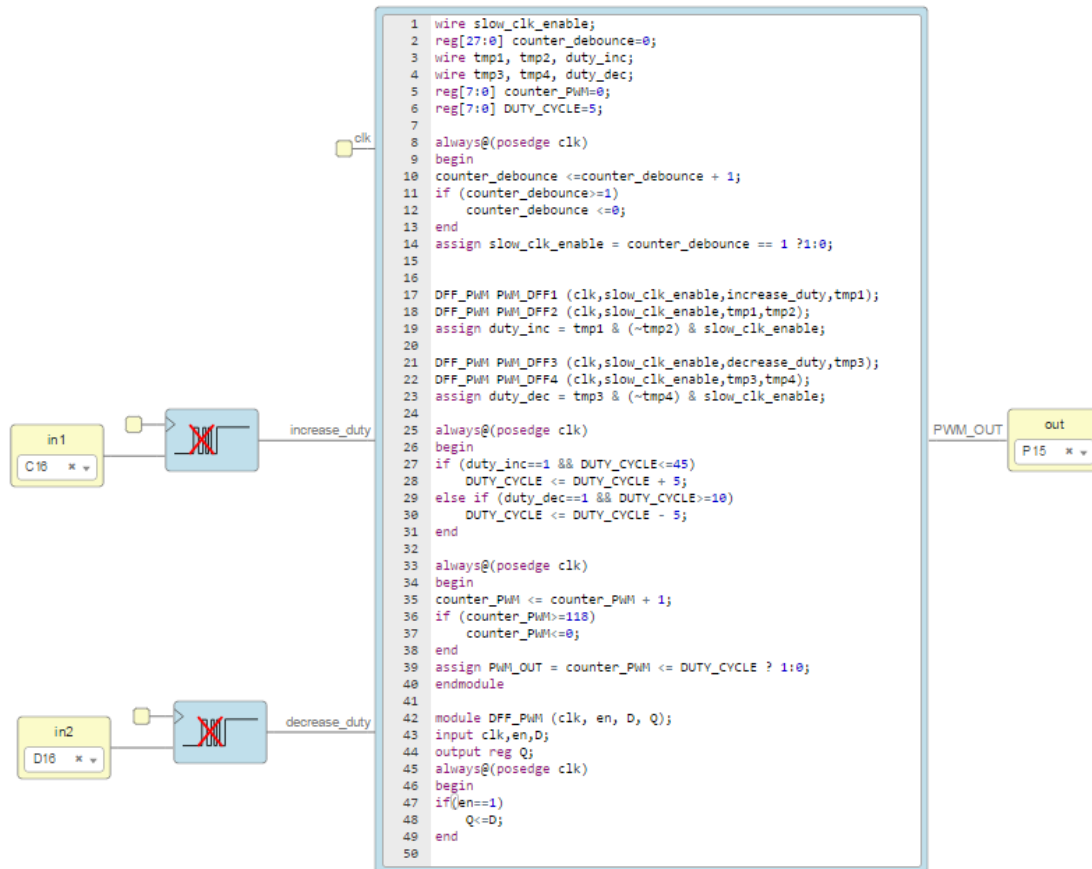 1 wire slow_clk_enable;
2 reg[27:0] counter_debounce=0;
3 wire tmp1, tmp2, duty_inc;
4 wire tmp3, tmp4, duty_dec;
5 reg[7:0] counter_PWM=0;
6 reg[7:0] DUTY_CYCLE=5;
7
8 always@(posedge clk)
9 begin
10 counter_debounce <=counter_debounce + 1;
11 if (counter_debounce>=1)
12     counter_debounce <=0;
13 end
14 assign slow_clk_enable = counter_debounce == 1 ?1:0;
15
16
17 DFF_PWM PWM_DFF1 (clk,slow_clk_enable,increase_duty,tmp1);
18 DFF_PWM PWM_DFF2 (clk,slow_clk_enable,tmp1,tmp2);
19 assign duty_inc = tmp1 & (~tmp2) & slow_clk_enable;
20
21 DFF_PWM PWM_DFF3 (clk,slow_clk_enable,decrease_duty,tmp3);
22 DFF_PWM PWM_DFF4 (clk,slow_clk_enable,tmp3,tmp4);
23 assign duty_dec = tmp3 & (~tmp4) & slow_clk_enable;
24
25 always@(posedge clk)
26 begin
27 if (duty_inc==1 && DUTY_CYCLE<=45)
28     DUTY_CYCLE <= DUTY_CYCLE + 5;
29 else if (duty_dec==1 && DUTY_CYCLE>=10)
30     DUTY_CYCLE <= DUTY_CYCLE - 5;
31 end
32
33 always@(posedge clk)
34 begin
35 counter_PWM <= counter_PWM + 1;
36 if (counter_PWM>=118)
37     counter_PWM<=0;
38 end
39 assign PWM_OUT = counter_PWM <= DUTY_CYCLE ? 1:0;
40 endmodule
41
42 module DFF_PWM (clk, en, D, Q);
43 input clk,en,D;
44 output reg Q;
45 always@(posedge clk)
46 begin
47 if(en==1)
48     Q<=D;
49 end
50
clk
in1
C16
increase_duty
in2
D16
decrease_duty
PWM_OUT
out
P15